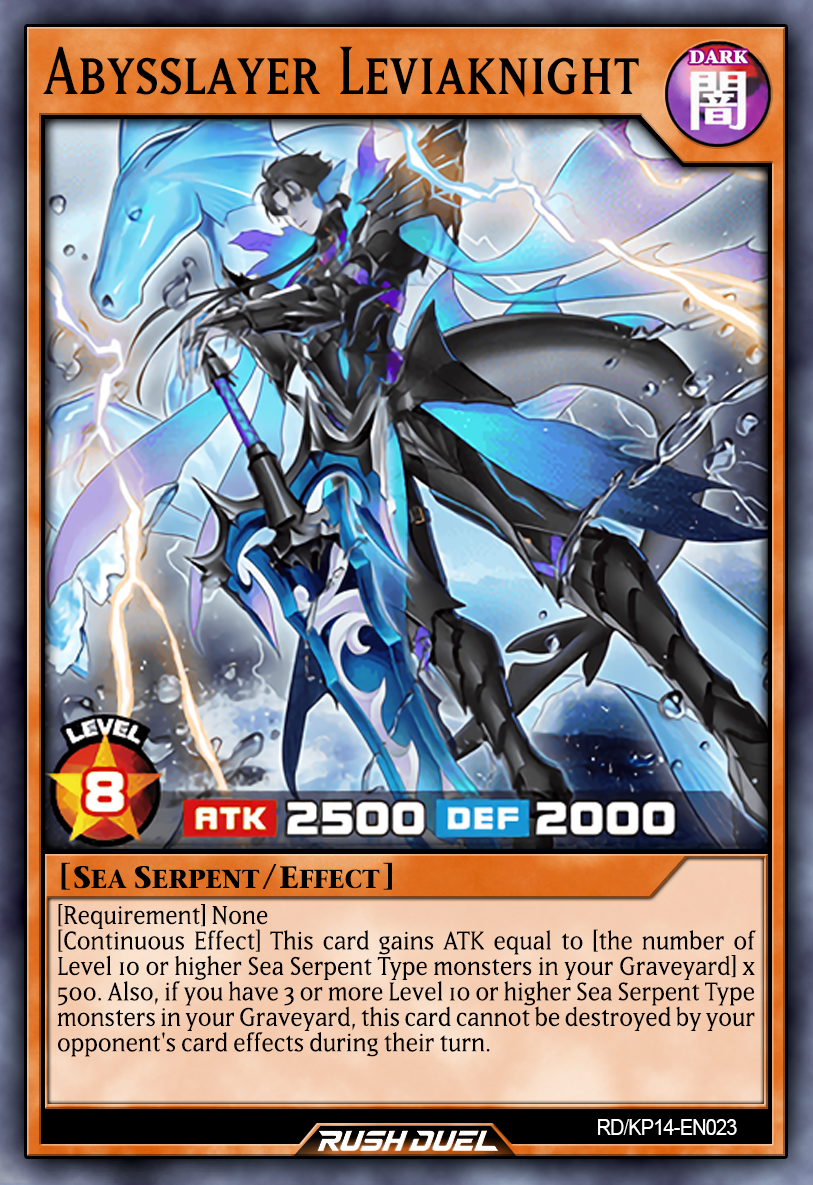 Abysslayer Leviaknight
DARK
闇
LEVEL
8
ATK 2500 DEF 2000
[Sea Serpent/Effect]
[Requirement] None
[Continuous Effect] This card gains ATK equal to [the number of
Level 10 or higher Sea Serpent Type monsters in your Graveyard] x
500. Also, if you have 3 or more Level 10 or higher Sea Serpent Type
monsters in your Graveyard, this card cannot be destroyed by your
opponent's card effects during their turn.
RD/KP14-EN023
RUSH DUEL